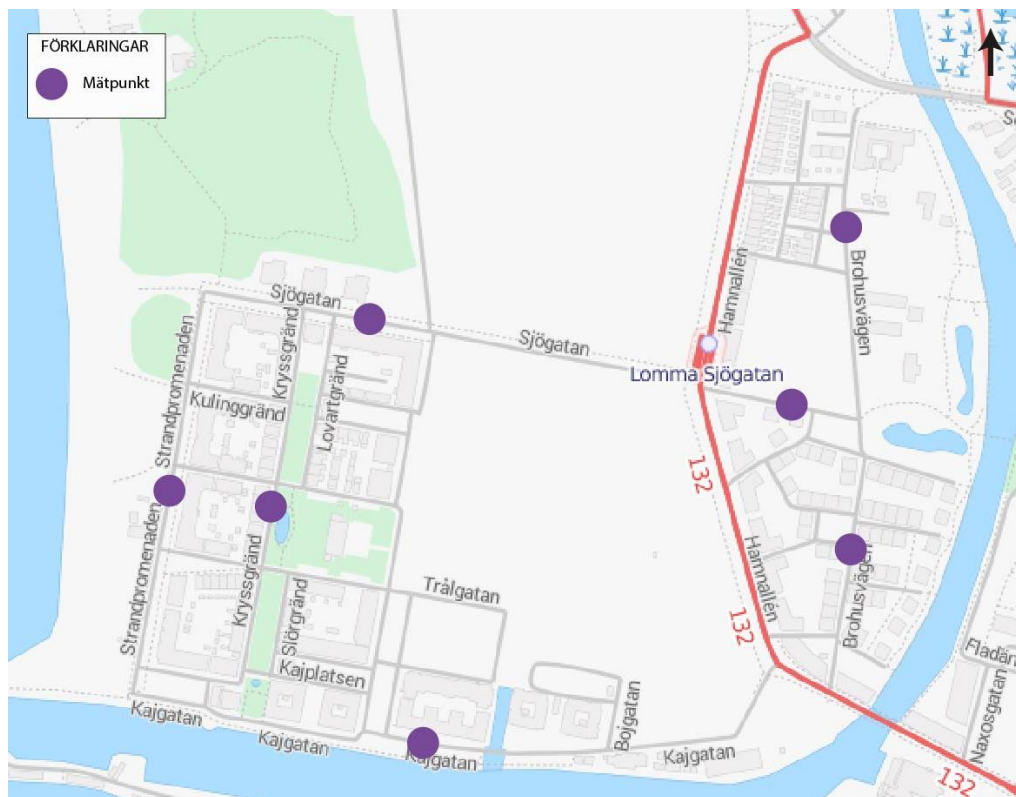 FÖRKLARINGAR
Mätpunkt
Sjögatan
Sjögatan
Hamnallén
Brohusvägen
Lomma Sjögatan
Strandpromenaden
Kryssgränd
Lovartgränd
Kulinggränd
132
Strandpromenaden
Kryssgränd
Slörgränd
Trålgatan
Hamnallén
132
Brohusvägen
Kajplatsen
Kajgatan
Kajgatan
Kajgatan
Bojgatan
Kajgatan
Fladän
Naxosgatan
132